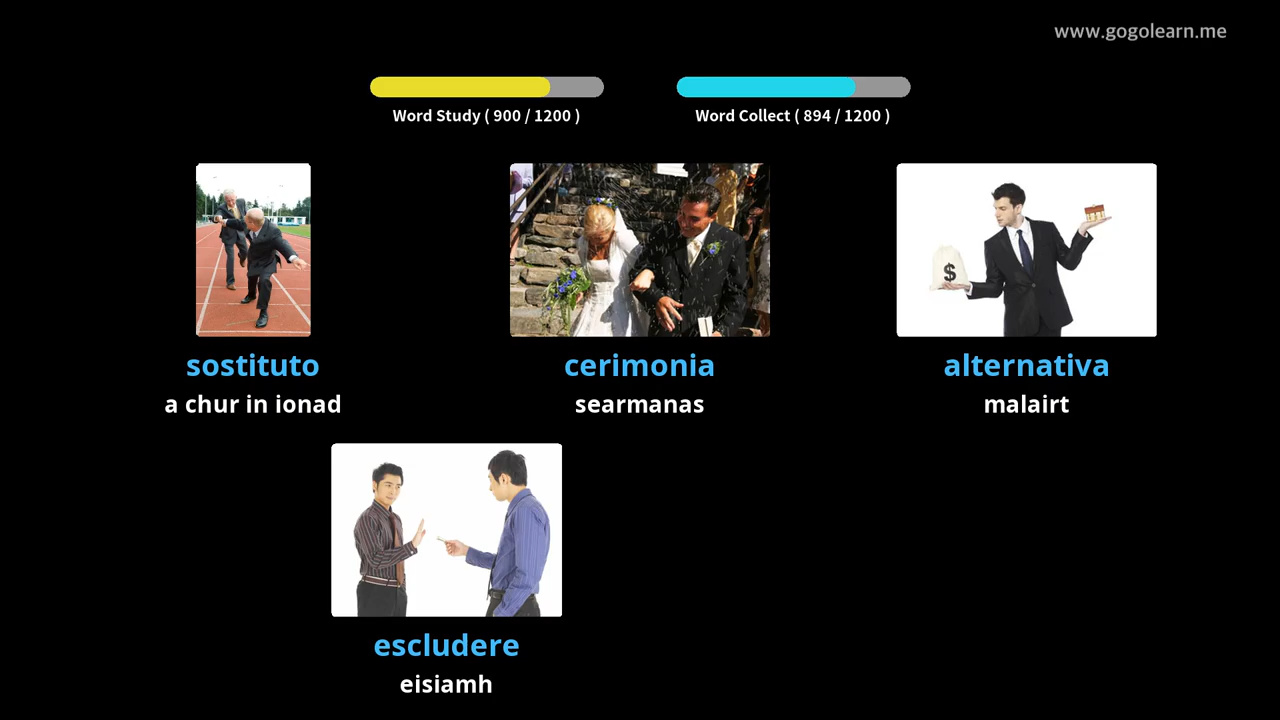 www.gogolearn.me
Word Study ( 900 / 1200 )
Word Collect ( 894 / 1200 )
sostituto
a chur in ionad
cerimonia
searmanas
alternativa
malairt
$
escludere
eisiamh